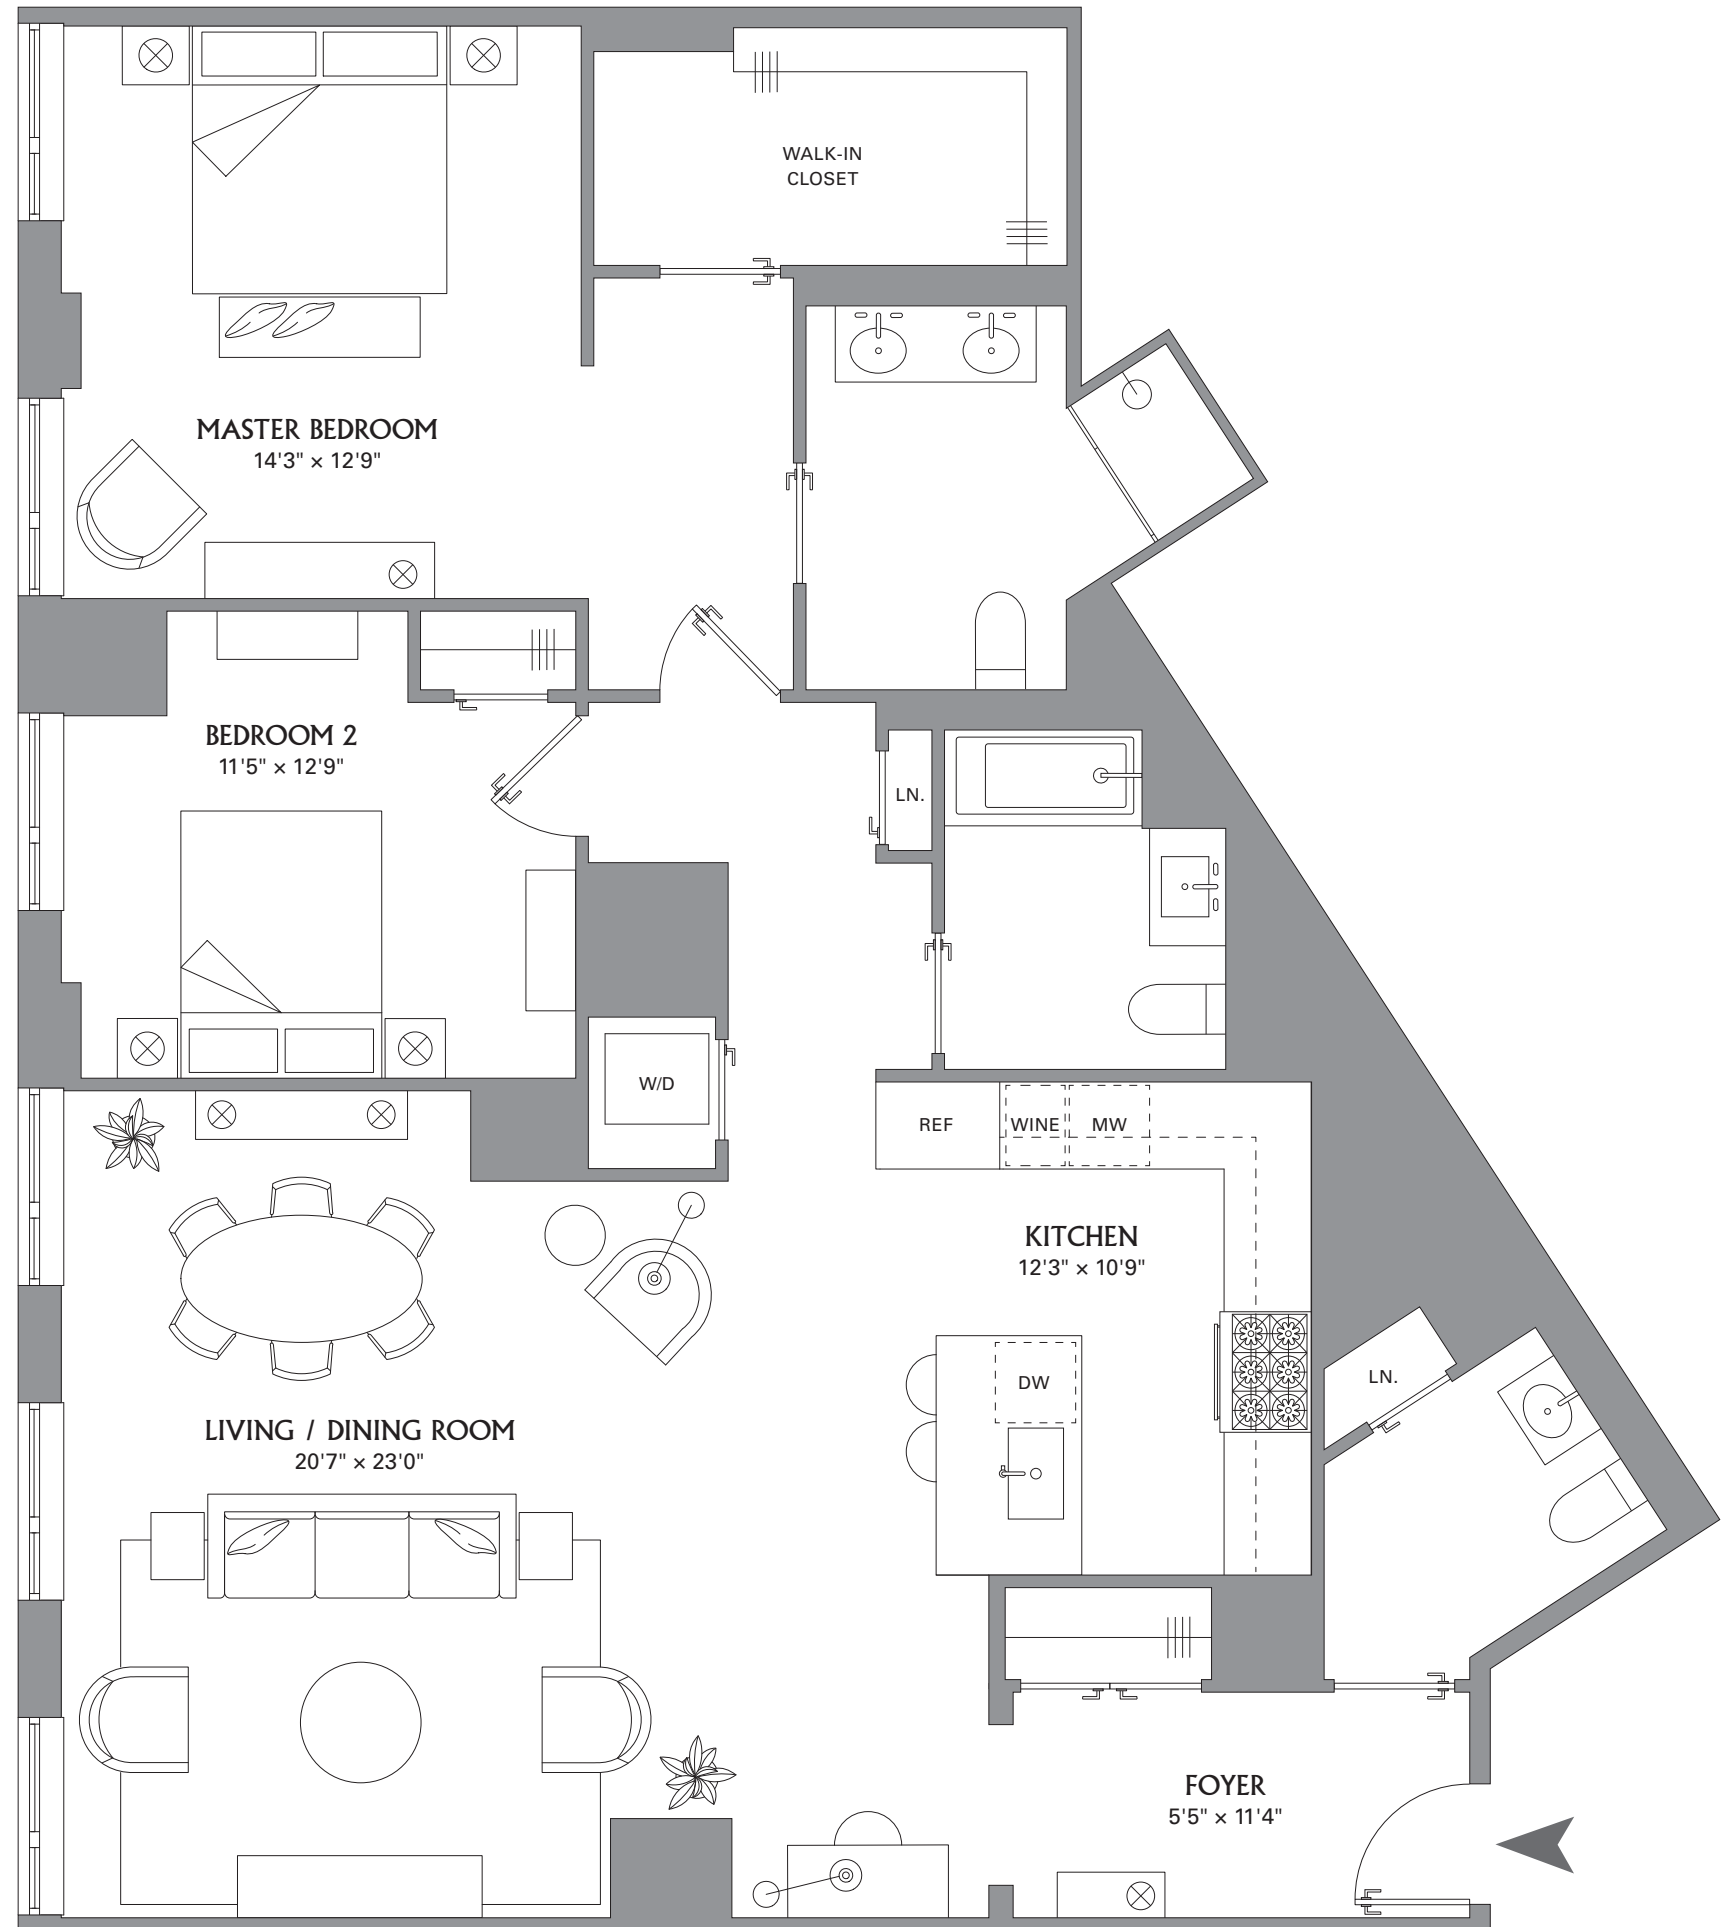 WALK-IN
CLOSET
MASTER BEDROOM
14'3" × 12'9"
BEDROOM 2
11'5" × 12'9"
LN.
W/D
REF
WINE
MW
KITCHEN
12'3" × 10'9"
DW
LN.
LIVING / DINING ROOM
20'7" × 23'0"
FOYER
5'5" × 11'4"